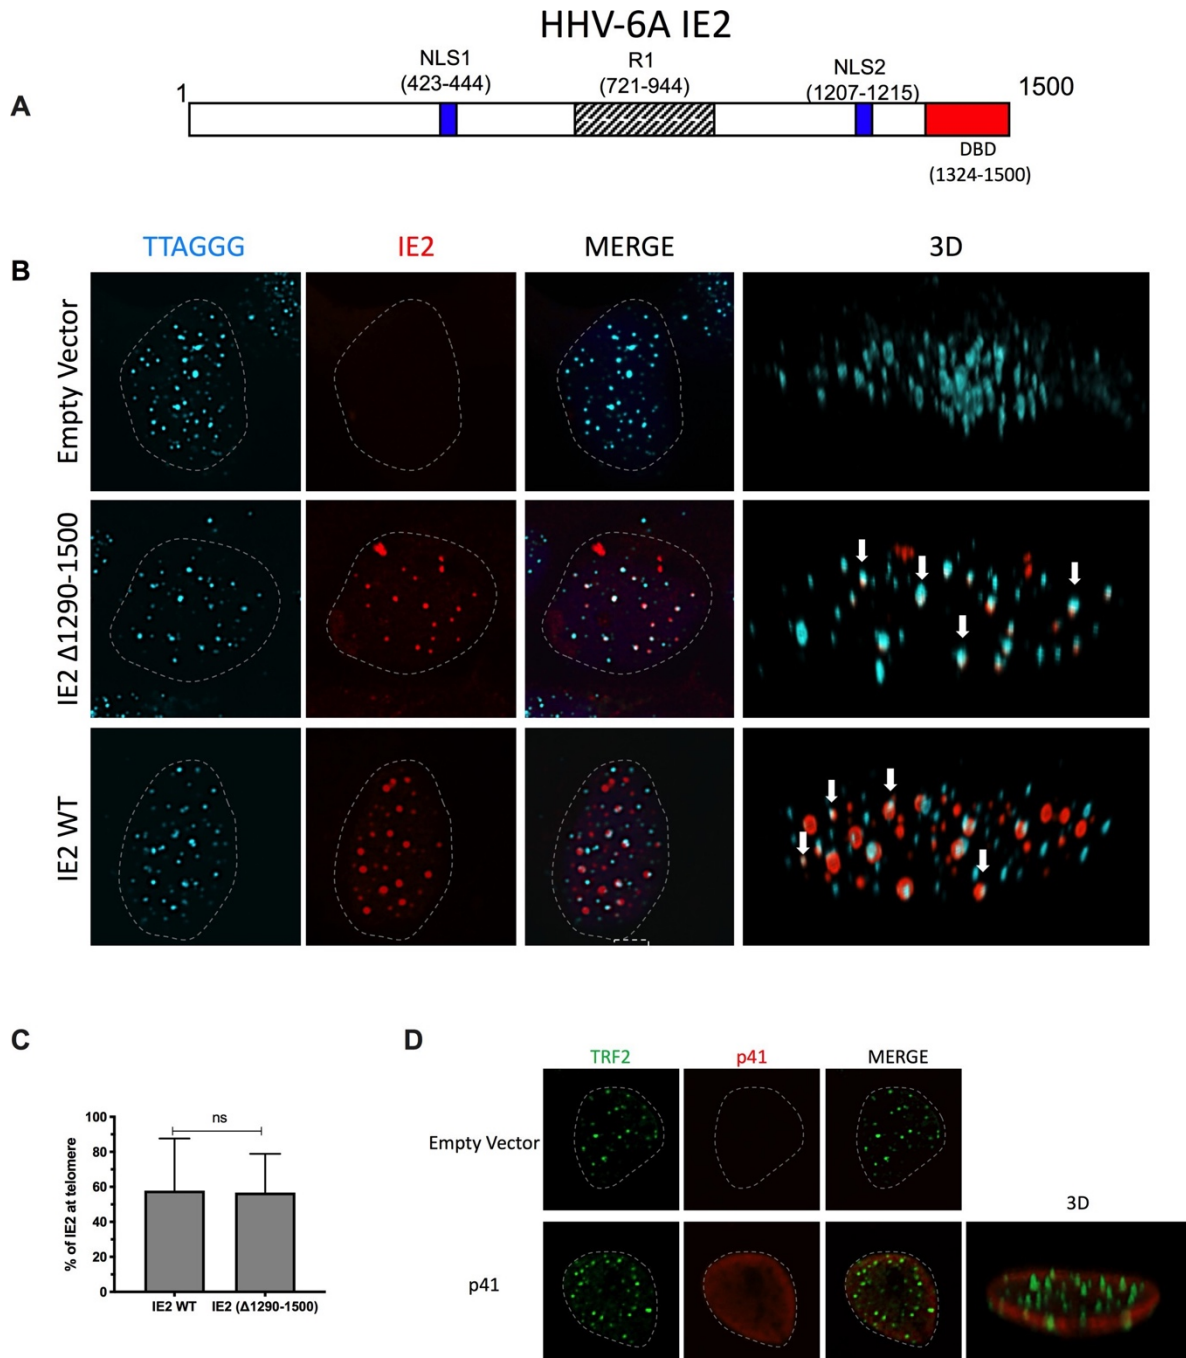 HHV-6A IE2
A
1
NLS1
(423-444)
R1
(721-944)
NLS2
(1207-1215)
1500
DBD
(1324-1500)
B
TTAGGG
IE2
MERGE
3D
Empty Vector
IE2 Δ1290-1500
IE2 WT
C
% of IE2 at telomere
100
80
60
40
20
0
ns
IE2 WT
IE2 (Δ1290-1500)
D
TRF2
p41
MERGE
Empty Vector
3D
p41